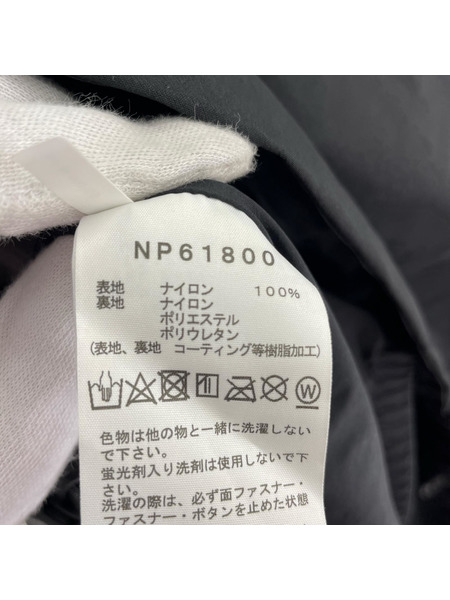 NP61800
表地 ナイロン 100%
裏地 ナイロン
ポリエステル
ポリウレタン
(表地、裏地 コーティング等樹脂加工)
色物は他の物と一緒に洗濯しない
で下さい。
蛍光剤入り洗剤は使用しないで下
さい。
洗濯の際は、必ず面ファスナー・
ファスナー・ボタンを止めた状態